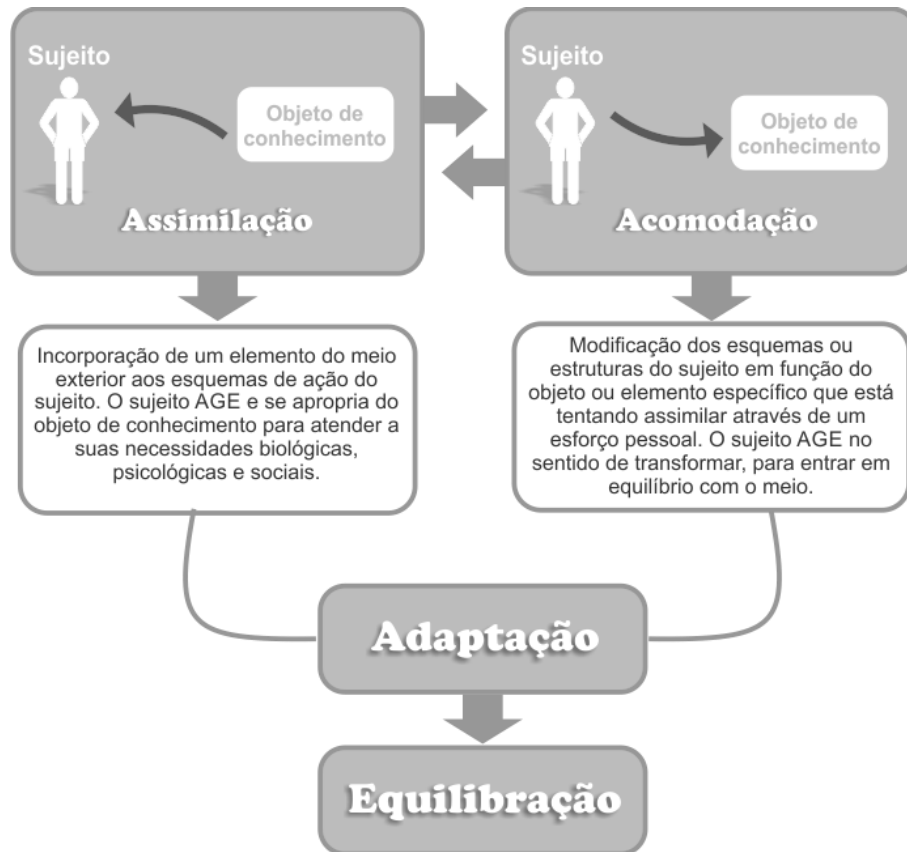 Sujeito
Objeto de
conhecimento
Assimilação
Sujeito
Objeto de
conhecimento
Acomodação
Incorporação de um elemento do meio
exterior aos esquemas de ação do
sujeito. O sujeito AGE e se apropria do
objeto de conhecimento para atender a
suas necessidades biológicas,
psicológicas e sociais.
Modificação dos esquemas ou
estruturas do sujeito em função do
objeto ou elemento específico que está
tentando assimilar através de um
esforço pessoal. O sujeito AGE no
sentido de transformar, para entrar em
equilíbrio com o meio.
Adaptação
Equilibração